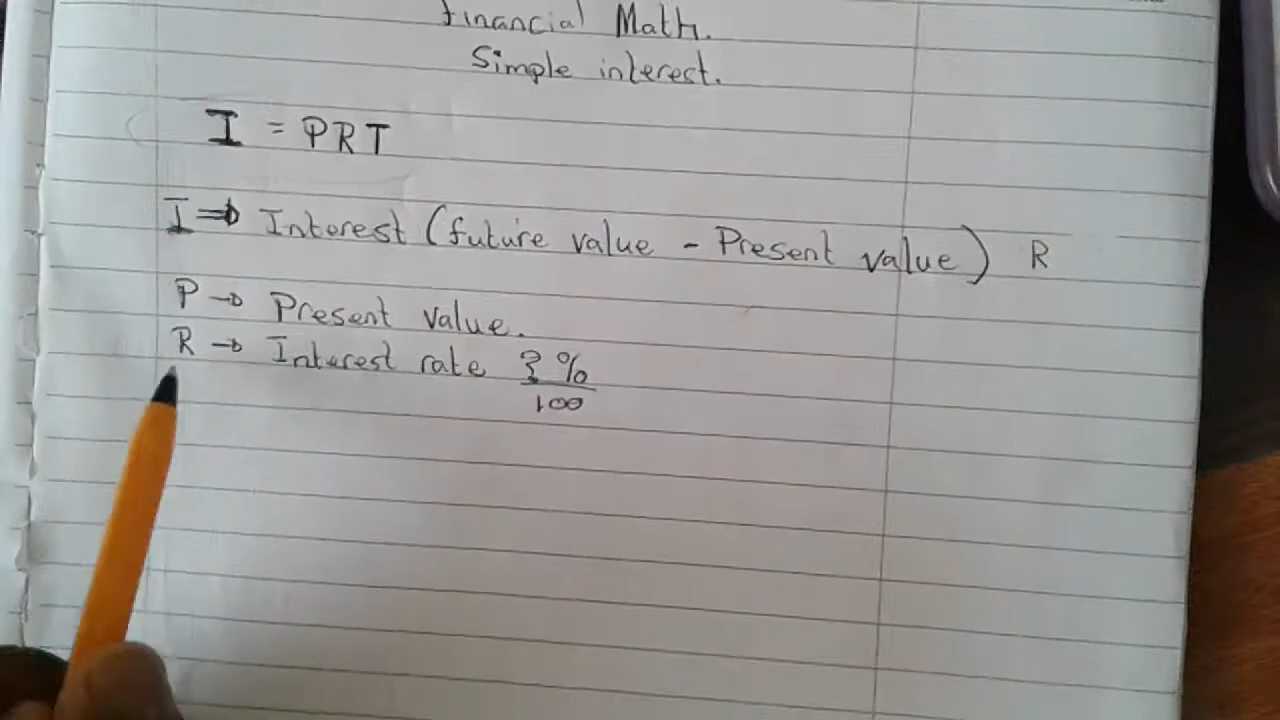 Financial Math.
Simple interest.
I = PRT
I ⇒ Interest (future value - Present value) R
P → Present value.
R → Interest rate ? %
100